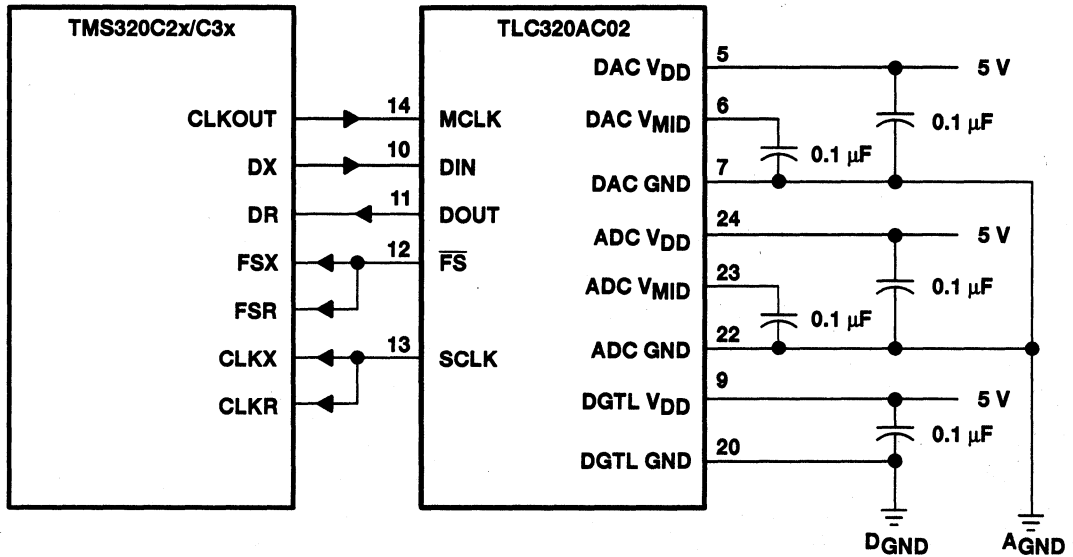 TMS320C2x/C3x
TLC320AC02
CLKOUT
DX
DR
FSX
FSR
CLKX
CLKR
14
10
11
12
13
MCLK
DIN
DOUT
F̅S̅
SCLK
DAC VDD
DAC VMID
DAC GND
ADC VDD
ADC VMID
ADC GND
DGTL VDD
DGTL GND
5
6
7
24
23
22
9
20
5 V
0.1 µF
0.1 µF
5 V
0.1 µF
0.1 µF
5 V
0.1 µF
DGND
AGND